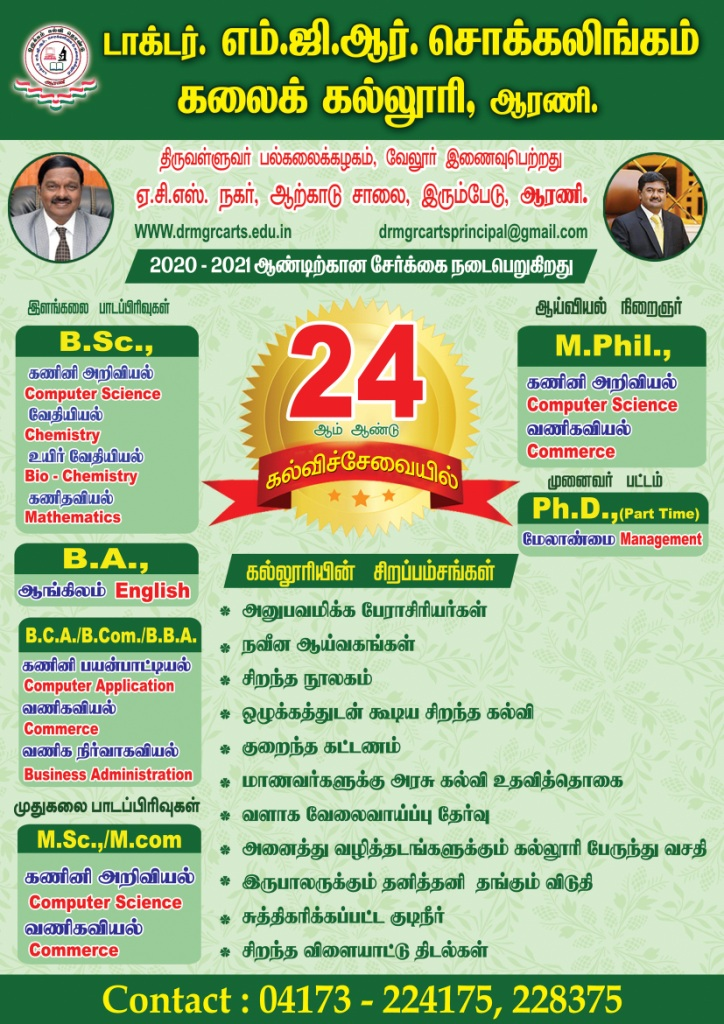 டாக்டர். எம்.ஜி.ஆர். சொக்கலிங்கம்
கலைக் கல்லூரி, ஆரணி.
திருவள்ளுவர் பல்கலைக்கழகம், வேலூர் இணைவுபெற்றது
ஏ.சி.எஸ். நகர், ஆற்காடு சாலை, இரும்பேடு, ஆரணி.
WWW.drmgrcarts.edu.in
drmgrcartsprincipal@gmail.com
2020 - 2021 ஆண்டிற்கான சேர்க்கை நடைபெறுகிறது
இளங்கலை பாடப்பிரிவுகள்
B.Sc.,
கணினி அறிவியல்
Computer Science
வேதியியல்
Chemistry
உயிர் வேதியியல்
Bio - Chemistry
கணிதவியல்
Mathematics
B.A.,
ஆங்கிலம் English
B.C.A./B.Com./B.B.A.
கணினி பயன்பாட்டியல்
Computer Application
வணிகவியல்
Commerce
வணிக நிர்வாகவியல்
Business Administration
முதுகலை பாடப்பிரிவுகள்
M.Sc.,/M.com
கணினி அறிவியல்
Computer Science
வணிகவியல்
Commerce
24
ஆம் ஆண்டு
கல்விச்சேவையில்
ஆய்வியல் நிறைஞர்
M.Phil.,
கணினி அறிவியல்
Computer Science
வணிகவியல்
Commerce
முனைவர் பட்டம்
Ph.D.,(Part Time)
மேலாண்மை Management
கல்லூரியின் சிறப்பம்சங்கள்
* அனுபவமிக்க பேராசிரியர்கள்
* நவீன ஆய்வகங்கள்
* சிறந்த நூலகம்
* ஒழுக்கத்துடன் கூடிய சிறந்த கல்வி
* குறைந்த கட்டணம்
* மாணவர்களுக்கு அரசு கல்வி உதவித்தொகை
* வளாக வேலைவாய்ப்பு தேர்வு
* அனைத்து வழித்தடங்களுக்கும் கல்லூரி பேருந்து வசதி
* இருபாலருக்கும் தனித்தனி தங்கும் விடுதி
* சுத்திகரிக்கப்பட்ட குடிநீர்
* சிறந்த விளையாட்டு திடல்கள்
Contact : 04173 - 224175, 228375